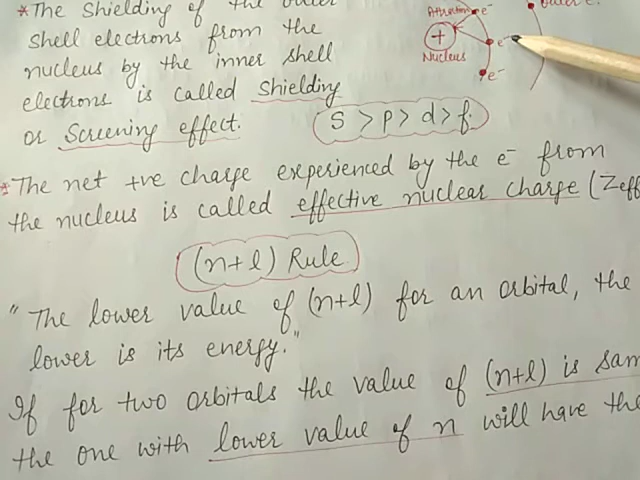 *The Shielding of the outer
shell electrons from the
nucleus by the inner shell
electrons is called Shielding
or Screening effect.
S > p > d > f.
Attraction
e⁻
+
e⁻
Nucleus
e⁻
outer e⁻
*The net +ve charge experienced by the e⁻ from
the nucleus is called effective nuclear charge (Zeff
(n+l) Rule
"The lower value of (n+l) for an orbital, the
lower is its energy."
If for two orbitals the value of (n+l) is sam
the one with lower value of n will have the